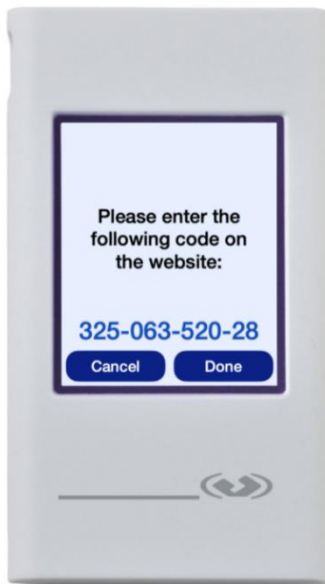 Please enter the
following code on
the website:
325-063-520-28
Cancel
Done